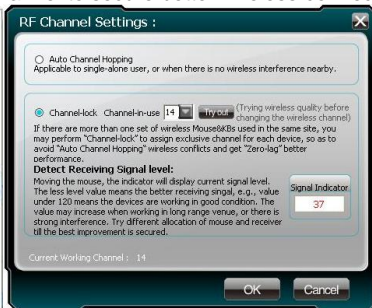 RF Channel Settings :
Auto Channel Hopping
Applicable to single-alone user, or when there is no wireless interference nearby.
Channel-lock Channel-in-use 14 Try out (Trying wireless quality before
changing the wireless channel)
If there are more than one set of wireless Mouse&KBs used in the same site, you
may perform "Channel-lock" to assign exclusive channel for each device, so as to
avoid "Auto Channel Hopping" wireless conflicts and get "Zero-lag" better
performance.
Detect Receiving Signal level:
Moving the mouse, the indicator will display current signal level.
The less level value means the better receiving singal, e.g., value
under 120 means the devices are working in good condition. The
value may increase when working in long range venue, or there is
strong interference. Try different allocation of mouse and receiver
till the best improvement is secured.
Signal Indicator
37
Current Working Channel : 14
OK Cancel